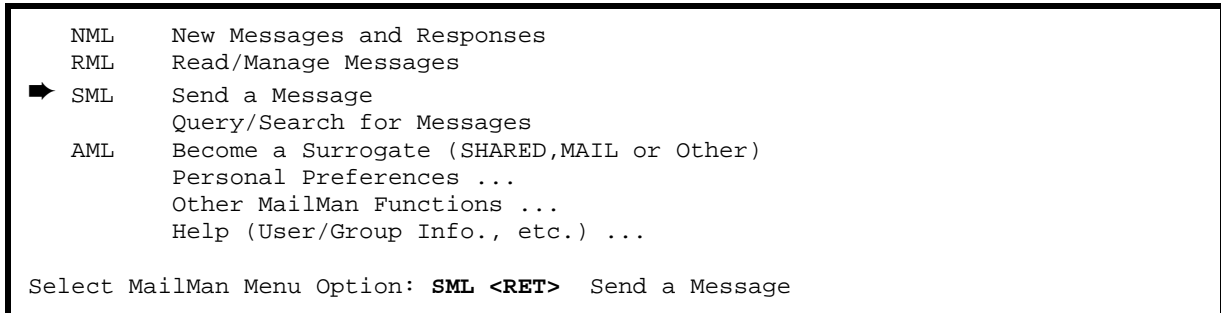 NML New Messages and Responses
RML Read/Manage Messages
➨ SML Send a Message
Query/Search for Messages
AML Become a Surrogate (SHARED,MAIL or Other)
Personal Preferences ...
Other MailMan Functions ...
Help (User/Group Info., etc.) ...
Select MailMan Menu Option: SML <RET> Send a Message